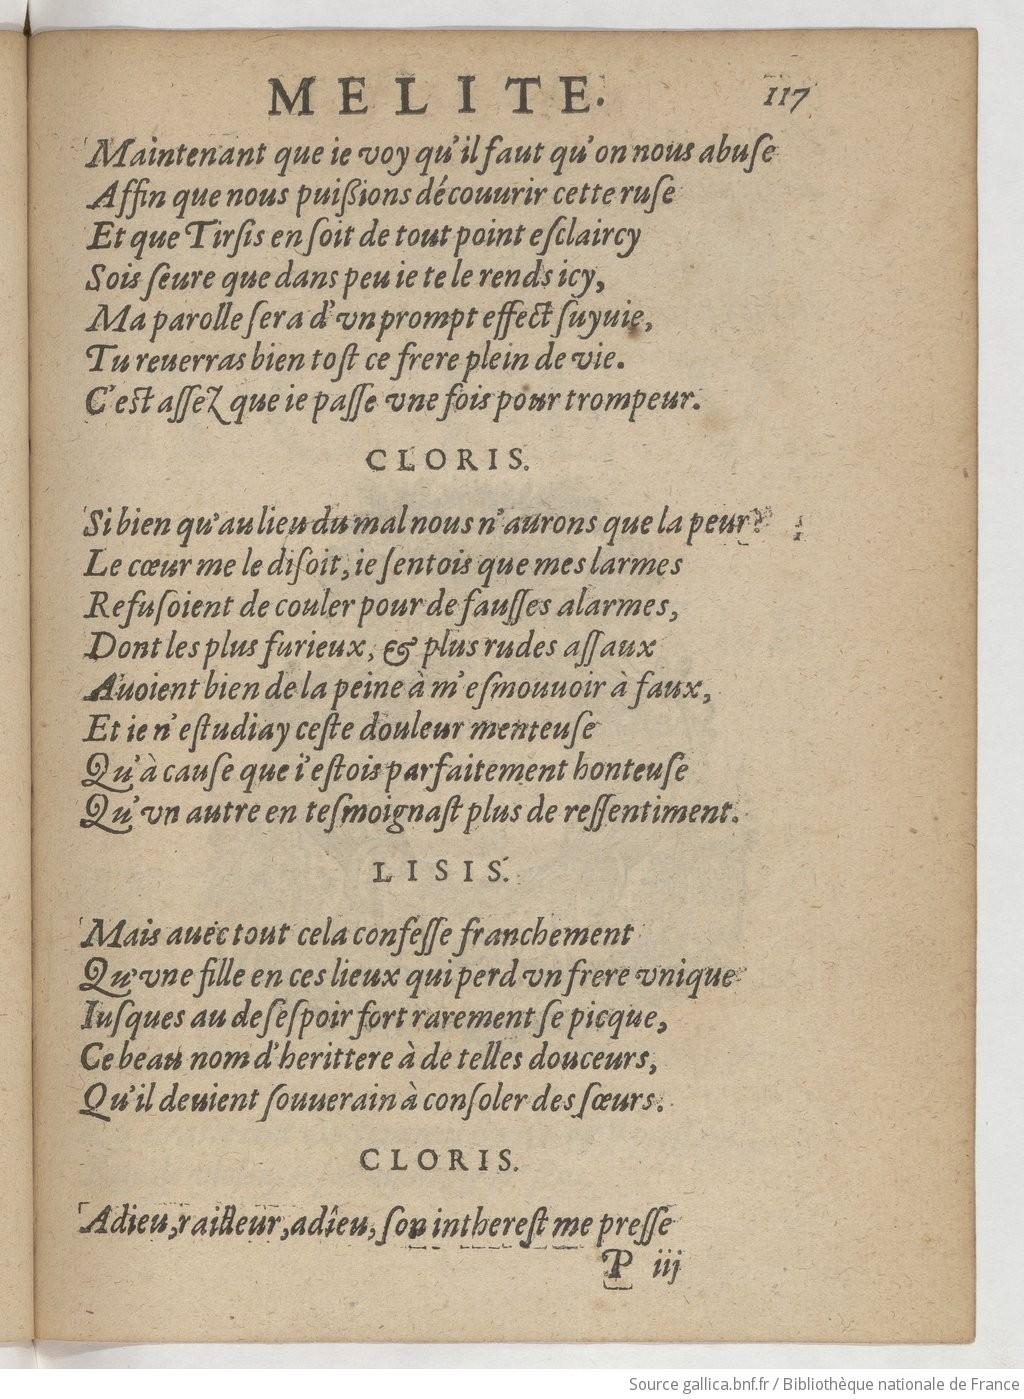 MELITE. 117
Maintenant que ie voy qu'il faut qu'on nous abuse
Affin que nous puißions découurir cette ruse
Et que Tirsis en soit de tout point esclaircy
Sois seure que dans peu ie te le rends icy,
Ma parolle sera d'vn prompt effect suyuie,
Tu reuerras bien tost ce frere plein de vie.
C'est assez que ie passe vne fois pour trompeur.
CLORIS.
Si bien qu'au lieu du mal nous n'aurons que la peur?
Le cœur me le disoit, ie sentois que mes larmes
Refusoient de couler pour de fausses alarmes,
Dont les plus furieux, & plus rudes assaux
Auoient bien de la peine à m'esmouuoir à faux,
Et ie n'estudiay ceste douleur menteuse
Qu'à cause que i'estois parfaitement honteuse
Qu'vn autre en tesmoignast plus de ressentiment.
LISIS.
Mais auec tout cela confesse franchement
Qu'vne fille en ces lieux qui perd vn frere vnique
Iusques au desespoir fort rarement se picque,
Ce beau nom d'herittere à de telles douceurs,
Qu'il deuient souuerain à consoler des sœurs.
CLORIS.
Adieu, railleur, adieu, son intherest me presse
P iij
Source gallica.bnf.fr / Bibliothèque nationale de France